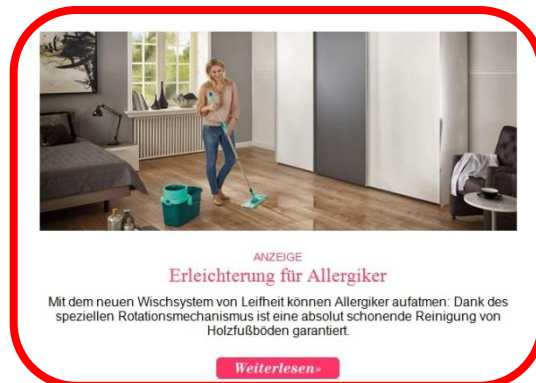 ANZEIGE
Erleichterung für Allergiker
Mit dem neuen Wischsystem von Leifheit können Allergiker aufatmen: Dank des
speziellen Rotationsmechanismus ist eine absolut schonende Reinigung von
Holzfußböden garantiert.
Weiterlesen»